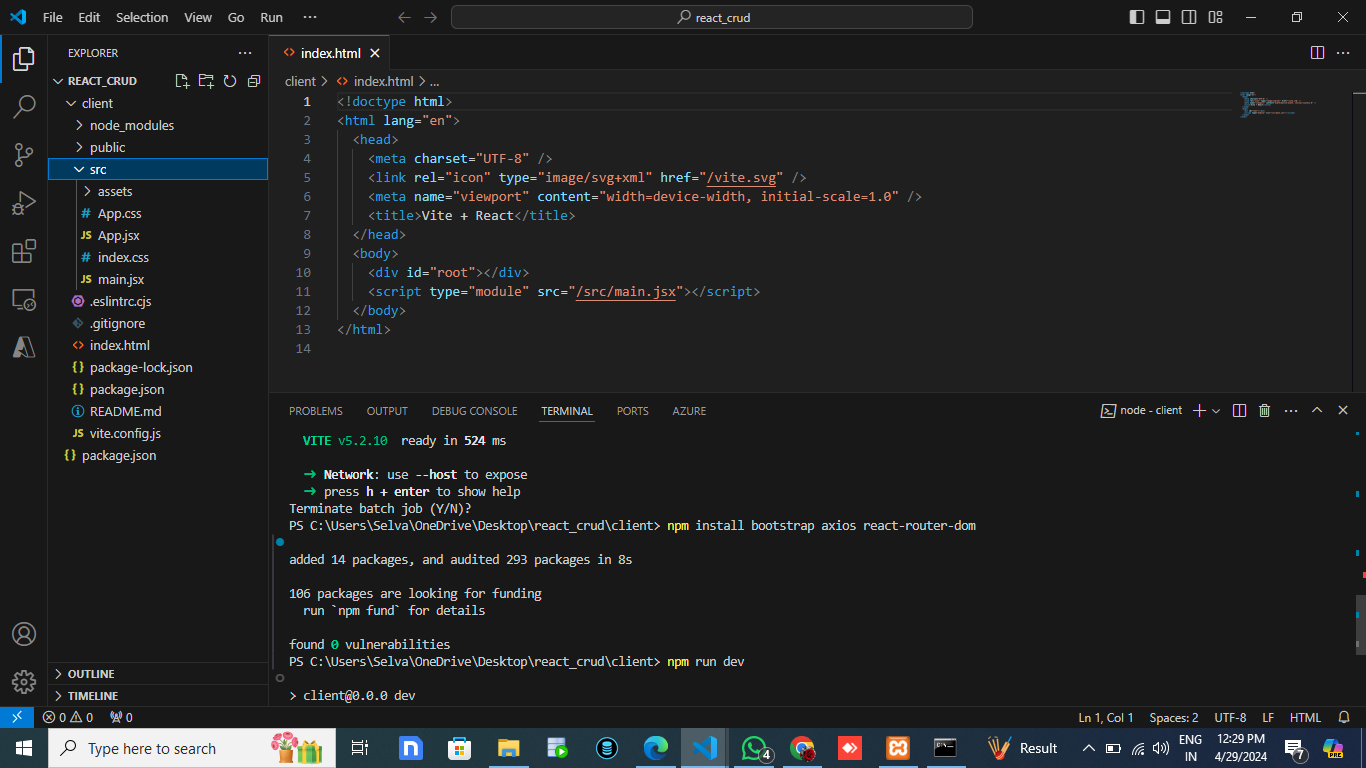 File Edit Selection View Go Run ···
react_crud
EXPLORER ···
REACT_CRUD
client
node_modules
public
src
assets
# App.css
JS App.jsx
# index.css
JS main.jsx
.eslintrc.cjs
.gitignore
<> index.html
{} package-lock.json
{} package.json
README.md
JS vite.config.js
{} package.json
OUTLINE
TIMELINE
<> index.html ×
client > <> index.html > ...
1 <!doctype html>
2 <html lang="en">
3 <head>
4 <meta charset="UTF-8" />
5 <link rel="icon" type="image/svg+xml" href="/vite.svg" />
6 <meta name="viewport" content="width=device-width, initial-scale=1.0" />
7 <title>Vite + React</title>
8 </head>
9 <body>
10 <div id="root"></div>
11 <script type="module" src="/src/main.jsx"></script>
12 </body>
13 </html>
14
PROBLEMS OUTPUT DEBUG CONSOLE TERMINAL PORTS AZURE
node - client
VITE v5.2.10 ready in 524 ms
➜ Network: use --host to expose
➜ press h + enter to show help
Terminate batch job (Y/N)?
PS C:\Users\Selva\OneDrive\Desktop\react_crud\client> npm install bootstrap axios react-router-dom
added 14 packages, and audited 293 packages in 8s
106 packages are looking for funding
run `npm fund` for details
found 0 vulnerabilities
PS C:\Users\Selva\OneDrive\Desktop\react_crud\client> npm run dev
> client@0.0.0 dev
0 0 0
Ln 1, Col 1 Spaces: 2 UTF-8 LF HTML
Type here to search
N
4
Result
ENG
IN
12:29 PM
4/29/2024
7
PRE